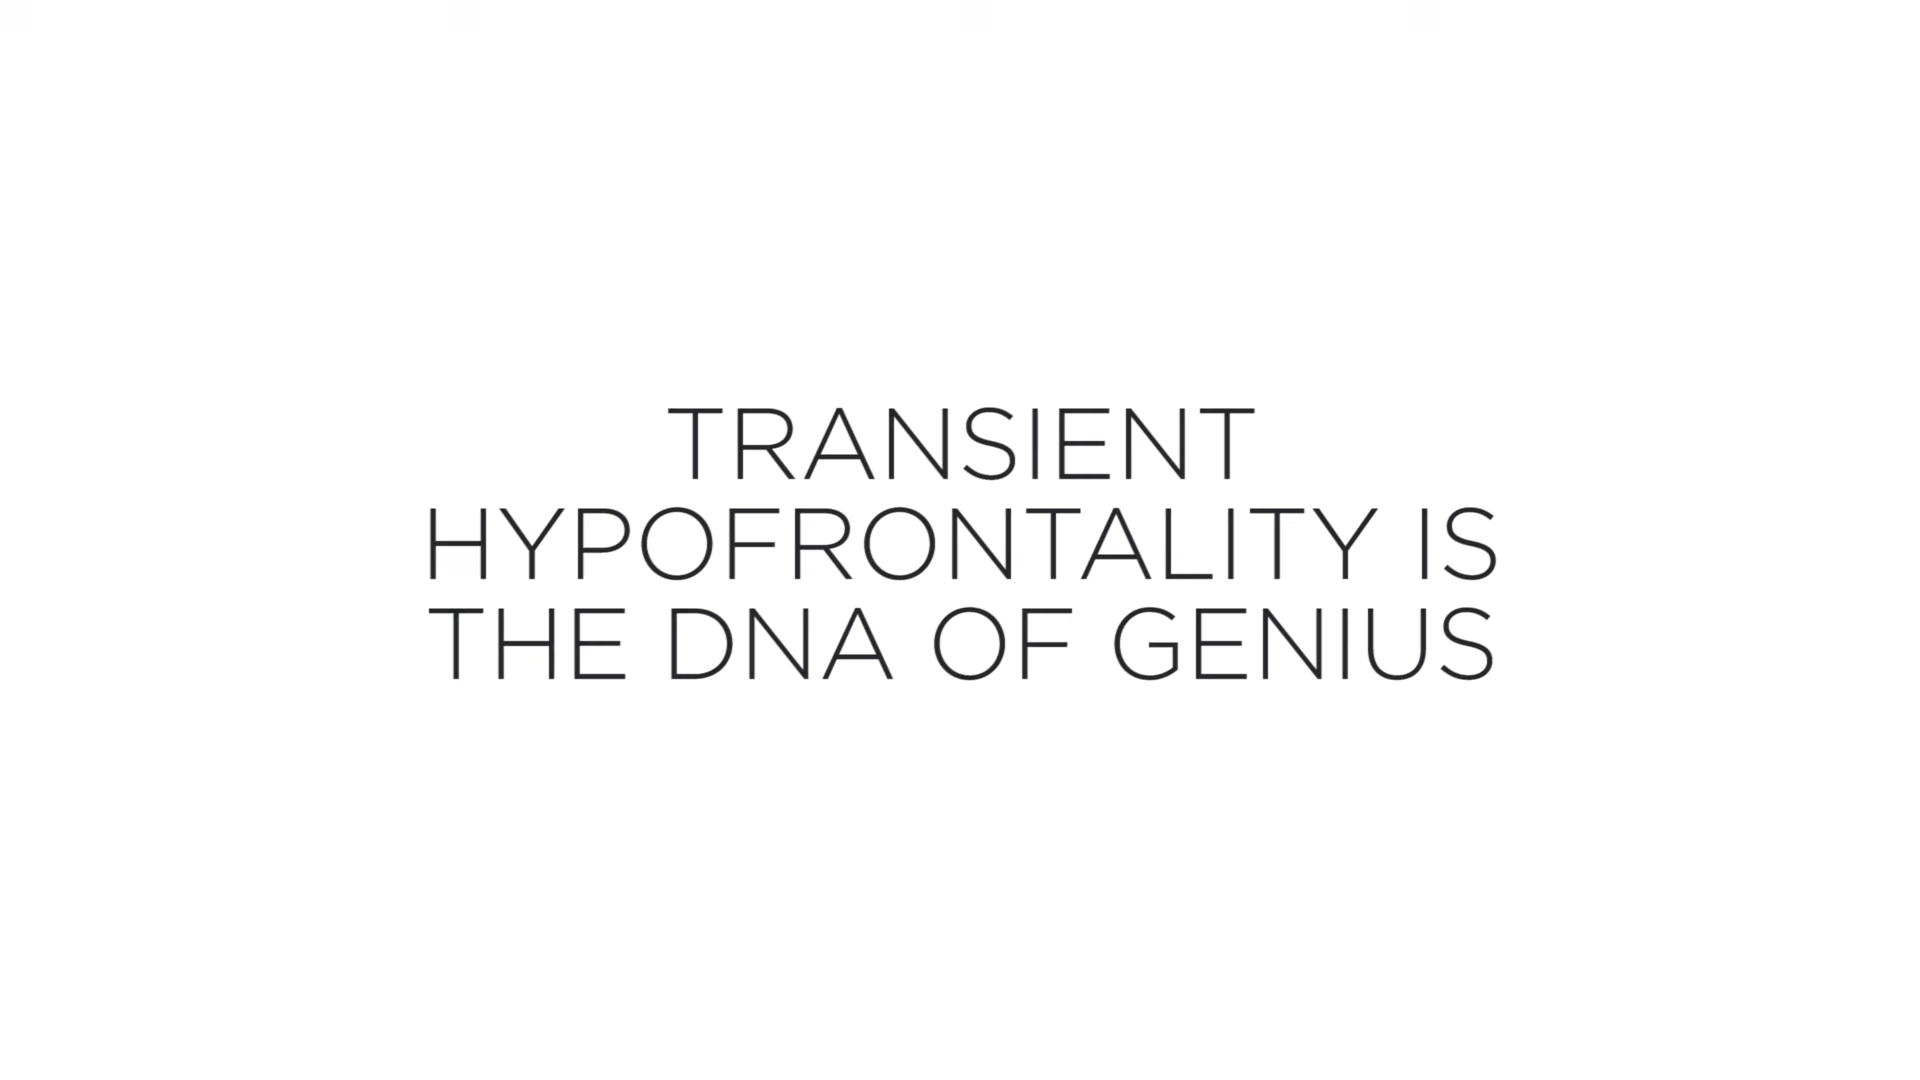 TRANSIENT
HYPOFRONTALITY IS
THE DNA OF GENIUS